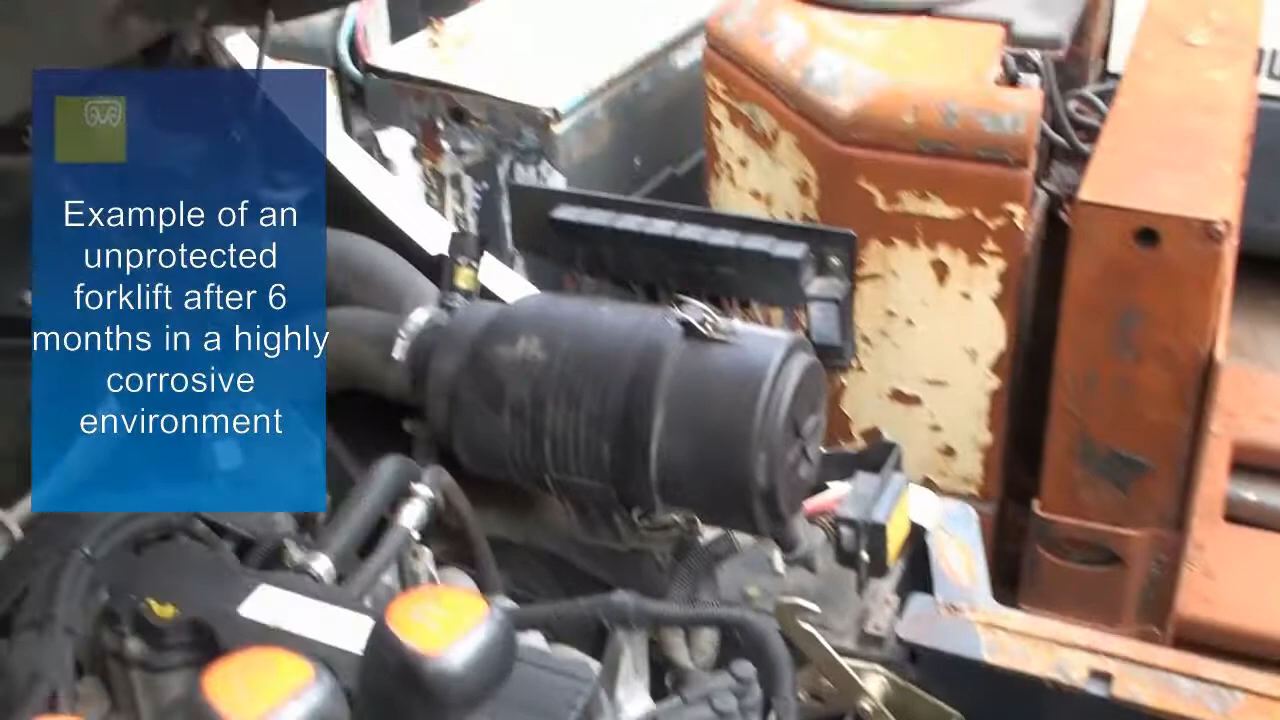 Example of an
unprotected
forklift after 6
months in a highly
corrosive
environment